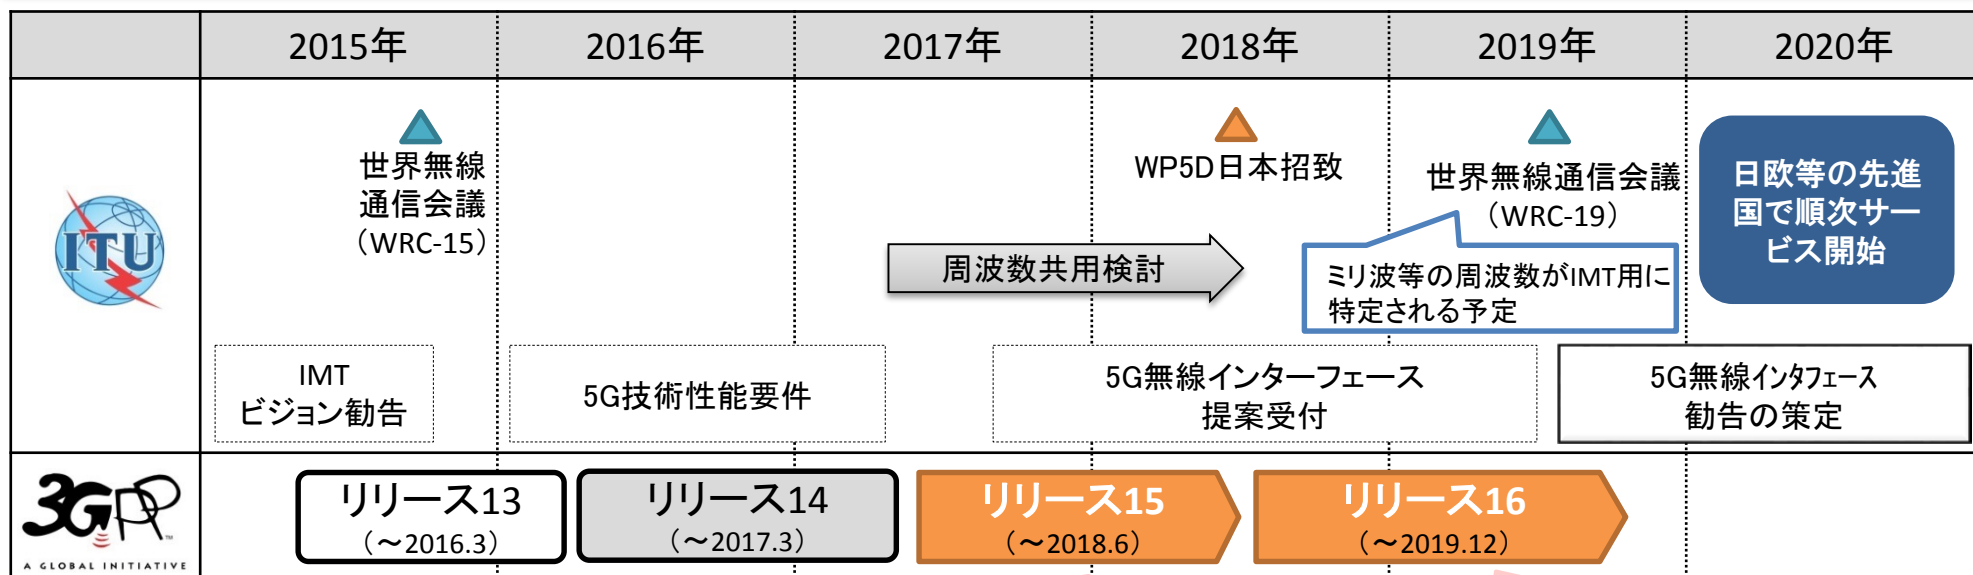 2015年
2016年
2017年
2018年
2019年
2020年
ITU
世界無線
通信会議
（WRC-15）
WP5D日本招致
世界無線通信会議
（WRC-19）
日欧等の先進
国で順次サー
ビス開始
周波数共用検討
ミリ波等の周波数がIMT用に
特定される予定
IMT
ビジョン勧告
5G技術性能要件
5G無線インターフェース
提案受付
5G無線インタフェース
勧告の策定
3GPP
TM
A GLOBAL INITIATIVE
リリース13
（～2016.3）
リリース14
（～2017.3）
リリース15
（～2018.6）
リリース16
（～2019.12）